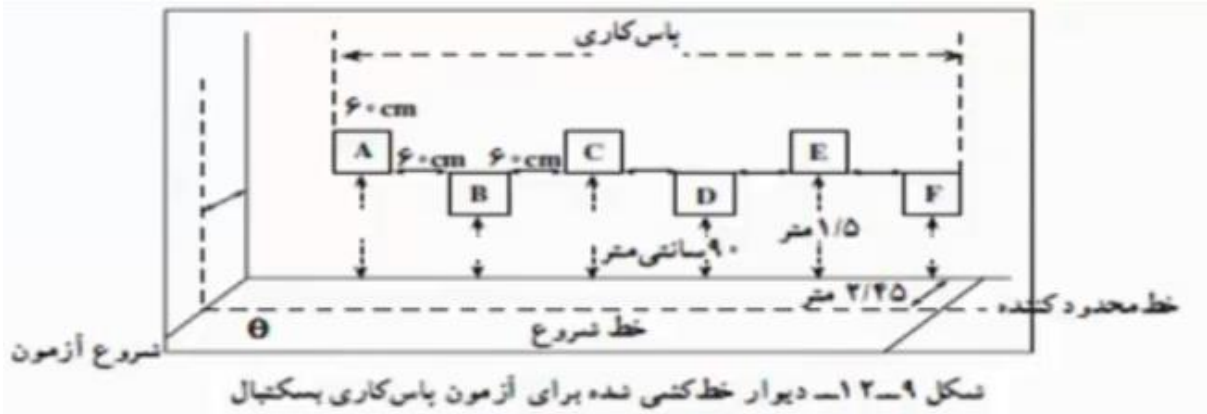 پاس‌کاری
۶۰cm
A
۶۰cm
۶۰cm
C
E
B
D
F
۱/۵ متر
۹۰ سانتی‌متر
۲/۴۵ متر
خط محدودکننده
Θ
خط شروع
شروع آزمون
شکل ۹ــ۱۲ــ دیوار خط‌کشی شده برای آزمون پاس‌کاری بسکتبال